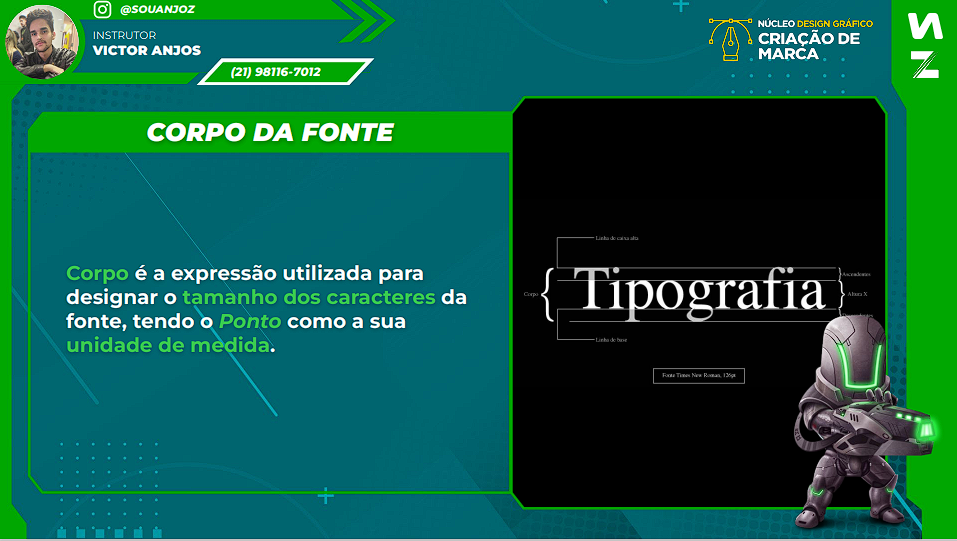 @SOUANJOZ
INSTRUTOR
VICTOR ANJOS
(21) 98116-7012
NÚCLEO DESIGN GRÁFICO
CRIAÇÃO DE
MARCA
CORPO DA FONTE
Corpo é a expressão utilizada para
designar o tamanho dos caracteres da
fonte, tendo o Ponto como a sua
unidade de medida.
Linha de caixa alta
Ascendentes
Corpo
Tipografia
Altura X
Linha de base
Fonte Times New Roman, 126pt